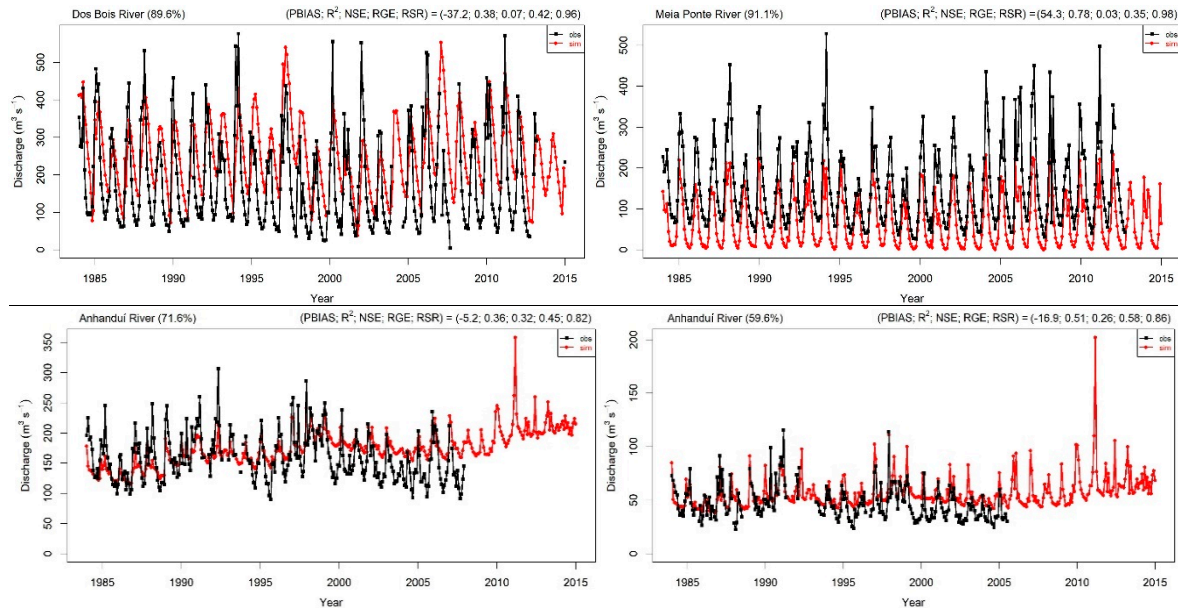 Dos Bois River (89.6%) (PBIAS; R²; NSE; RGE; RSR) = (-37.2; 0.38; 0.07; 0.42; 0.96)
obs
sim
Discharge (m³ s⁻¹)
500
400
300
200
100
0
1985 1990 1995 2000 2005 2010 2015
Year
Meia Ponte River (91.1%) (PBIAS; R²; NSE; RGE; RSR) = (54.3; 0.78; 0.03; 0.35; 0.98)
obs
sim
Discharge (m³ s⁻¹)
500
400
300
200
100
0
1985 1990 1995 2000 2005 2010 2015
Year
Anhanduí River (71.6%) (PBIAS; R²; NSE; RGE; RSR) = (-5.2; 0.36; 0.32; 0.45; 0.82)
obs
sim
Discharge (m³ s⁻¹)
350
300
250
200
150
100
50
0
1985 1990 1995 2000 2005 2010 2015
Year
Anhanduí River (59.6%) (PBIAS; R²; NSE; RGE; RSR) = (-16.9; 0.51; 0.26; 0.58; 0.86)
obs
sim
Discharge (m³ s⁻¹)
200
150
100
50
0
1985 1990 1995 2000 2005 2010 2015
Year